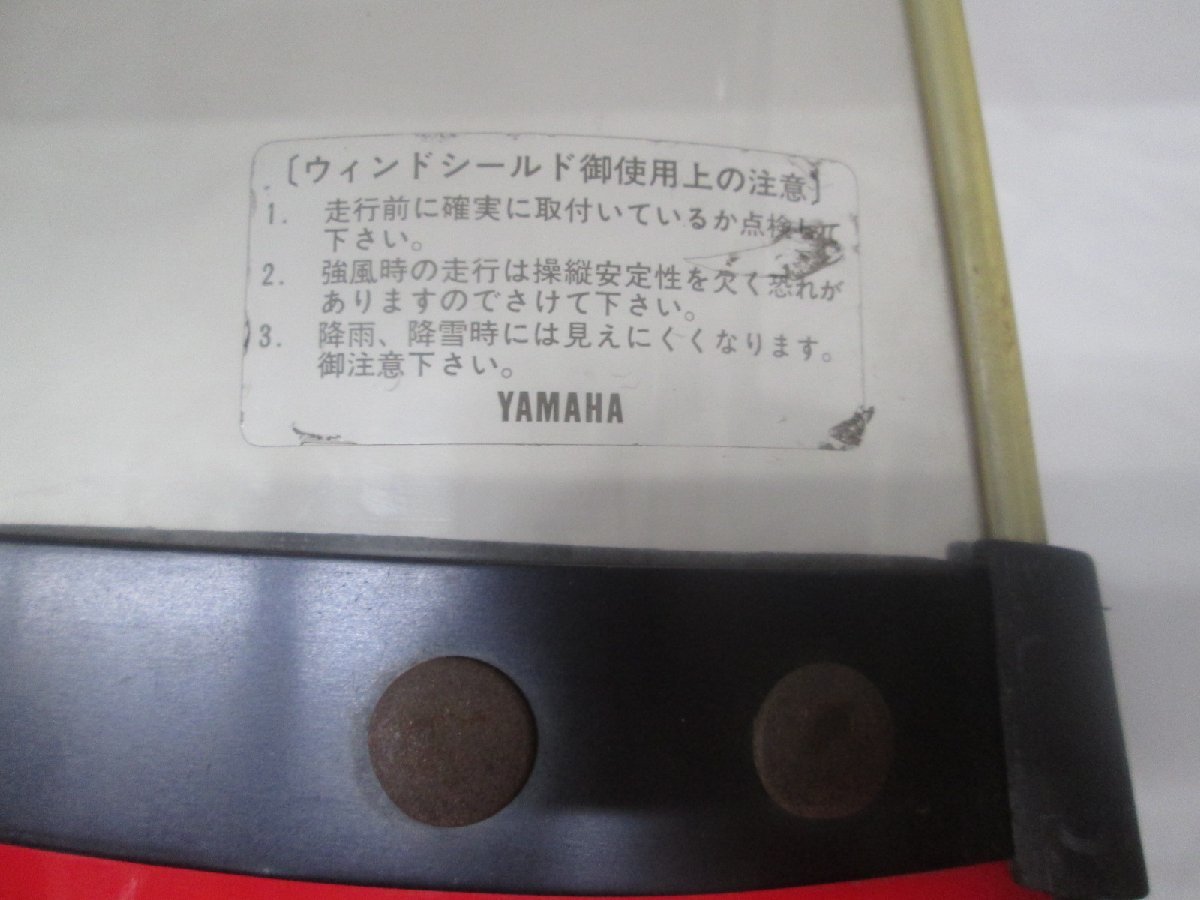 〔ウィンドシールド御使用上の注意〕
1. 走行前に確実に取付いているか点検して
下さい。
2. 強風時の走行は操縦安定性を欠く恐れが
ありますのでさけて下さい。
3. 降雨、降雪時には見えにくくなります。
御注意下さい。
YAMAHA